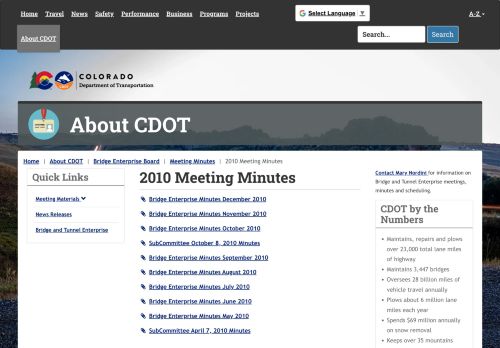 Home Travel News Safety Performance Business Programs Projects
Select Language ▼
A-Z
About CDOT
Search...
Search
COLORADO
Department of Transportation
About CDOT
Home | About CDOT | Bridge Enterprise Board | Meeting Minutes | 2010 Meeting Minutes
Quick Links
Meeting Materials
News Releases
Bridge and Tunnel Enterprise
2010 Meeting Minutes
Bridge Enterprise Minutes December 2010
Bridge Enterprise Minutes November 2010
Bridge Enterprise Minutes October 2010
SubCommittee October 8, 2010 Minutes
Bridge Enterprise Minutes September 2010
Bridge Enterprise Minutes August 2010
Bridge Enterprise Minutes July 2010
Bridge Enterprise Minutes June 2010
Bridge Enterprise Minutes May 2010
SubCommittee April 7, 2010 Minutes
Contact Mary Nordini for information on
Bridge and Tunnel Enterprise meetings,
minutes and scheduling.
CDOT by the
Numbers
Maintains, repairs and plows
over 23,000 total lane miles
of highway
Maintains 3,447 bridges
Oversees 28 billion miles of
vehicle travel annually
Plows about 6 million lane
miles each year
Spends $69 million annually
on snow removal
Keeps over 35 mountains